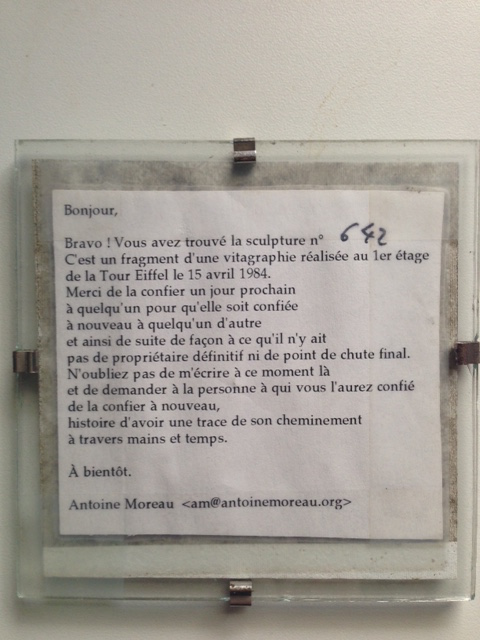 Bonjour,
Bravo ! Vous avez trouvé la sculpture n° 642
C'est un fragment d'une vitagraphie réalisée au 1er étage
de la Tour Eiffel le 15 avril 1984.
Merci de la confier un jour prochain
à quelqu'un pour qu'elle soit confiée
à nouveau à quelqu'un d'autre
et ainsi de suite de façon à ce qu'il n'y ait
pas de propriétaire définitif ni de point de chute final.
N'oubliez pas de m'écrire à ce moment là
et de demander à la personne à qui vous l'aurez confié
de la confier à nouveau,
histoire d'avoir une trace de son cheminement
à travers mains et temps.
À bientôt.
Antoine Moreau <am@antoinemoreau.org>